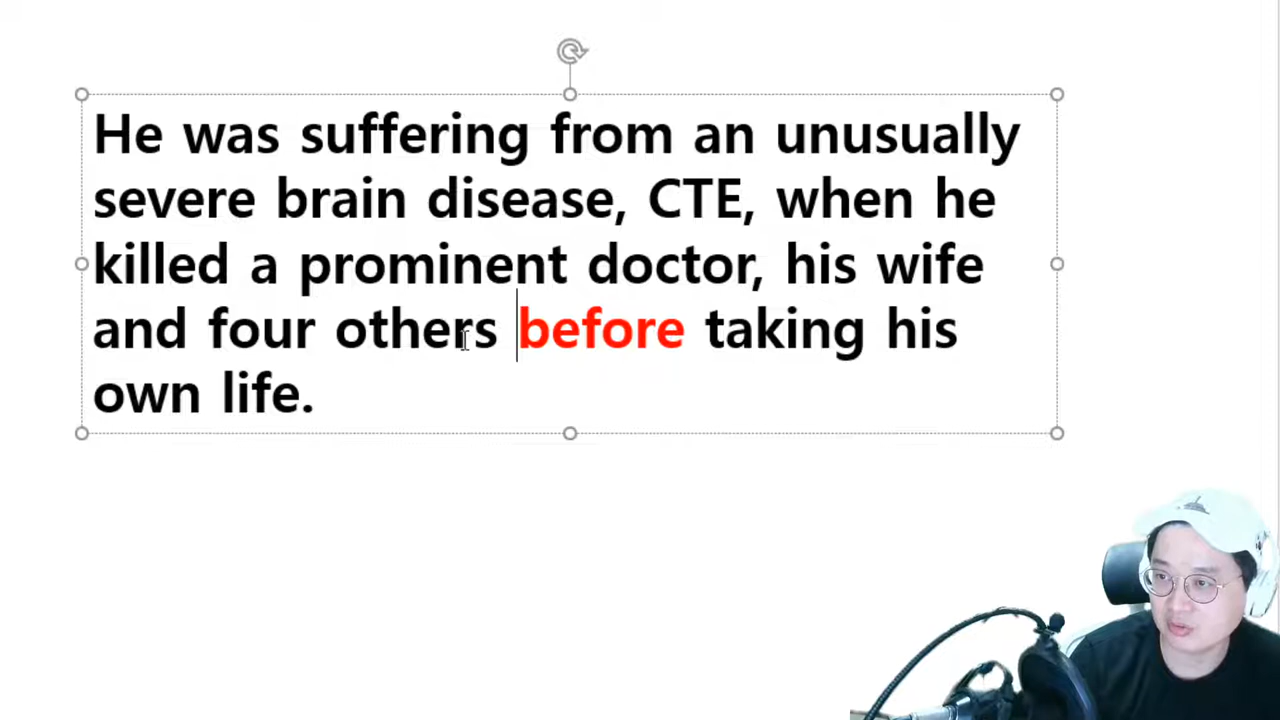 He was suffering from an unusually
severe brain disease, CTE, when he
killed a prominent doctor, his wife
and four others before taking his
own life.